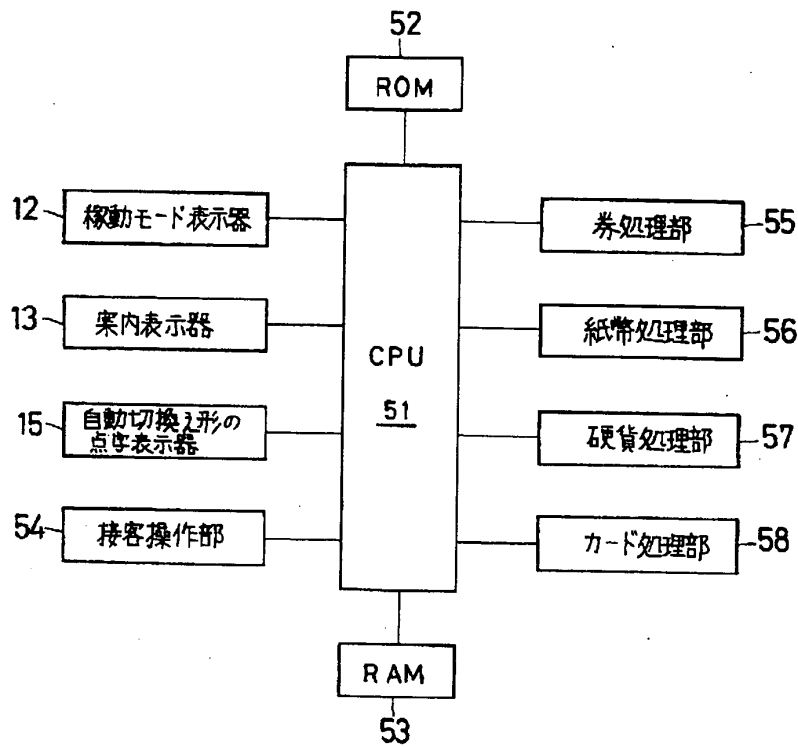 52
ROM
12
稼動モード表示器
13
案内表示器
15
自動切換え形の
点字表示器
54
接客操作部
CPU
51
券処理部
55
紙幣処理部
56
硬貨処理部
57
カード処理部
58
RAM
53